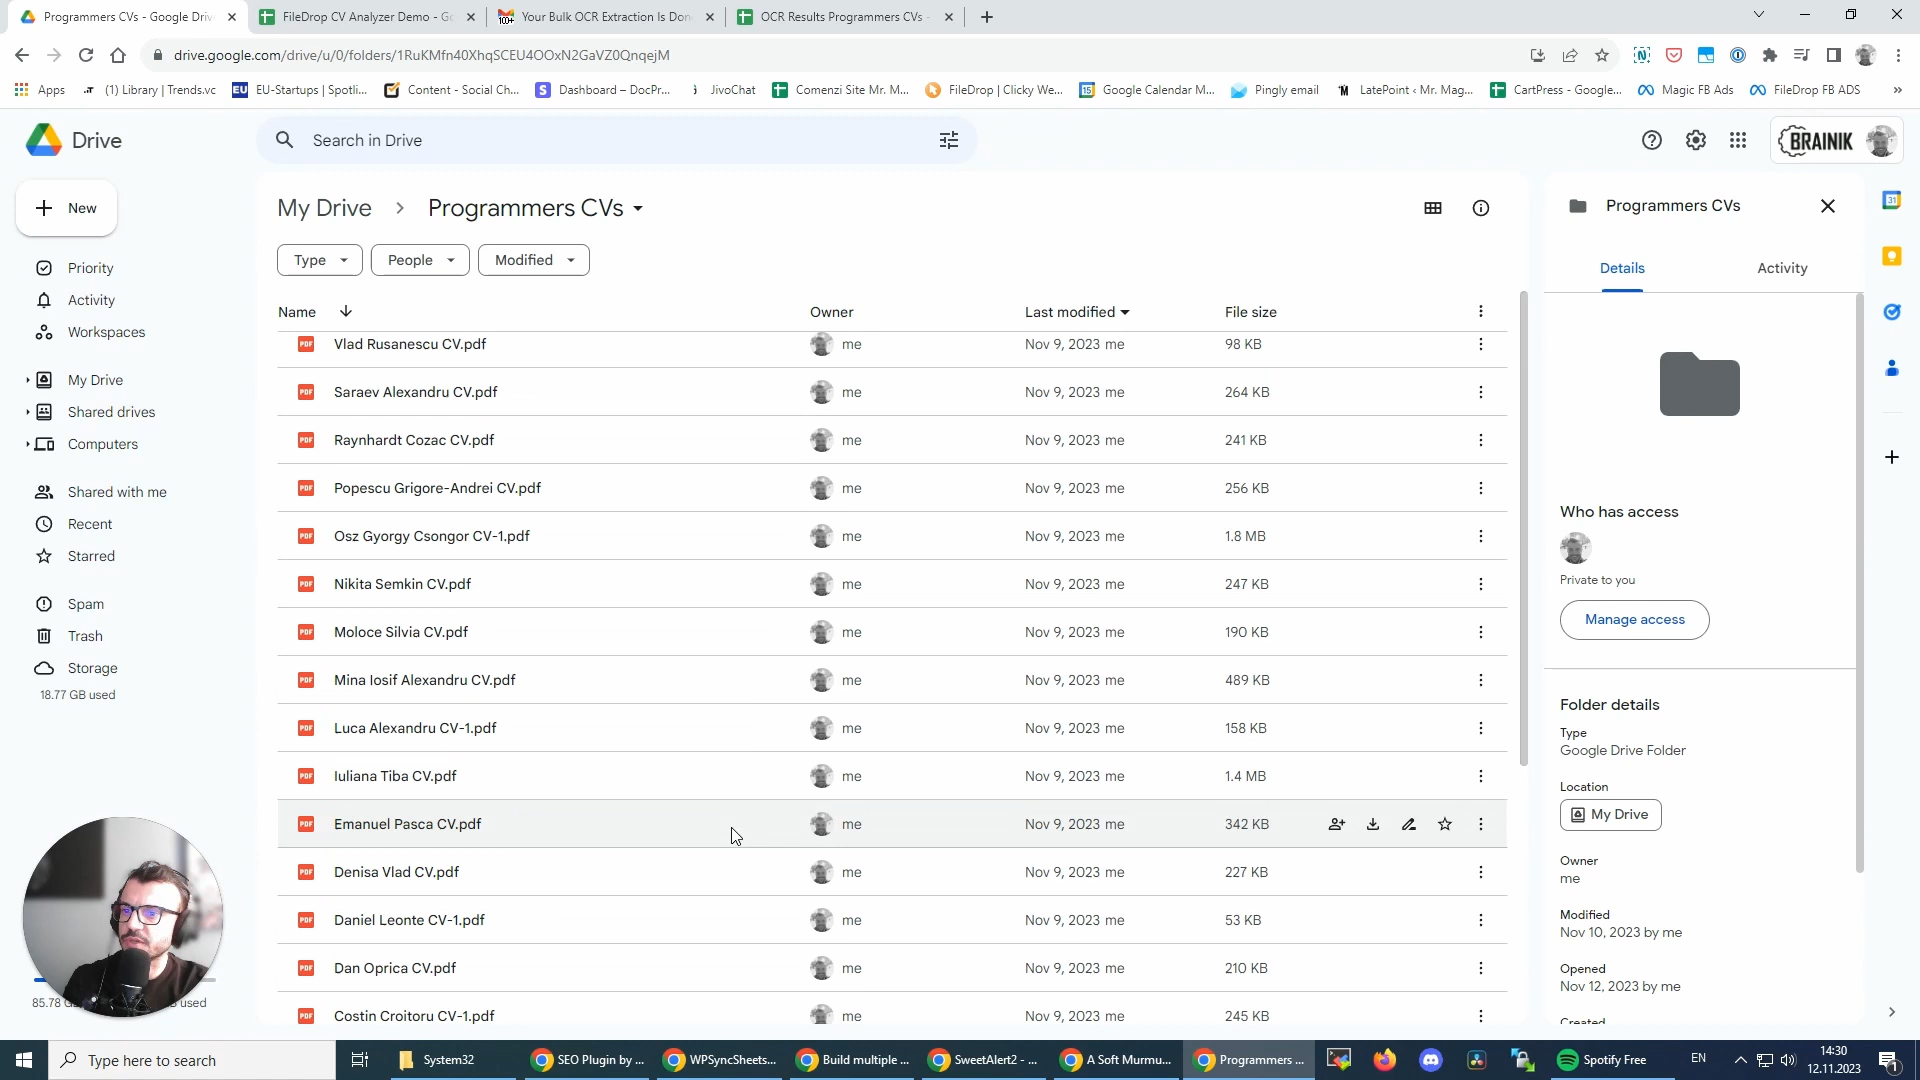 Programmers CVs - Google Driv
FileDrop CV Analyzer Demo - Go
Your Bulk OCR Extraction Is Don
OCR Results Programmers CVs -
drive.google.com/drive/u/0/folders/1RuKMfn40XhqSCEU4OOxN2GaVZ0QnqejM
Apps
(1) Library | Trends.vc
EU-Startups | Spotli...
Content - Social Ch...
Dashboard – DocPr...
JivoChat
Comenzi Site Mr. M...
FileDrop | Clicky We...
Google Calendar M...
Pingly email
LatePoint ‹ Mr. Mag...
CartPress - Google...
Magic FB Ads
FileDrop FB ADS
»
Drive
Search in Drive
BRAINIK
New
Priority
Activity
Workspaces
My Drive
Shared drives
Computers
Shared with me
Recent
Starred
Spam
Trash
Storage
18.77 GB used
My Drive > Programmers CVs
Type
People
Modified
Name
Owner
Last modified
File size
PDF Vlad Rusanescu CV.pdf me Nov 9, 2023 me 98 KB
PDF Saraev Alexandru CV.pdf me Nov 9, 2023 me 264 KB
PDF Raynhardt Cozac CV.pdf me Nov 9, 2023 me 241 KB
PDF Popescu Grigore-Andrei CV.pdf me Nov 9, 2023 me 256 KB
PDF Osz Gyorgy Csongor CV-1.pdf me Nov 9, 2023 me 1.8 MB
PDF Nikita Semkin CV.pdf me Nov 9, 2023 me 247 KB
PDF Moloce Silvia CV.pdf me Nov 9, 2023 me 190 KB
PDF Mina Iosif Alexandru CV.pdf me Nov 9, 2023 me 489 KB
PDF Luca Alexandru CV-1.pdf me Nov 9, 2023 me 158 KB
PDF Iuliana Tiba CV.pdf me Nov 9, 2023 me 1.4 MB
PDF Emanuel Pasca CV.pdf me Nov 9, 2023 me 342 KB
PDF Denisa Vlad CV.pdf me Nov 9, 2023 me 227 KB
PDF Daniel Leonte CV-1.pdf me Nov 9, 2023 me 53 KB
PDF Dan Oprica CV.pdf me Nov 9, 2023 me 210 KB
PDF Costin Croitoru CV-1.pdf me Nov 9, 2023 me 245 KB
Programmers CVs
Details
Activity
Who has access
Private to you
Manage access
Folder details
Type
Google Drive Folder
Location
My Drive
Owner
me
Modified
Nov 10, 2023 by me
Opened
Nov 12, 2023 by me
Created
85.78 G
used
Type here to search
System32
SEO Plugin by ...
WPSyncSheets...
Build multiple ...
SweetAlert2 - ...
A Soft Murmu...
Programmers ...
Spotify Free
EN
14:30
12.11.2023
1